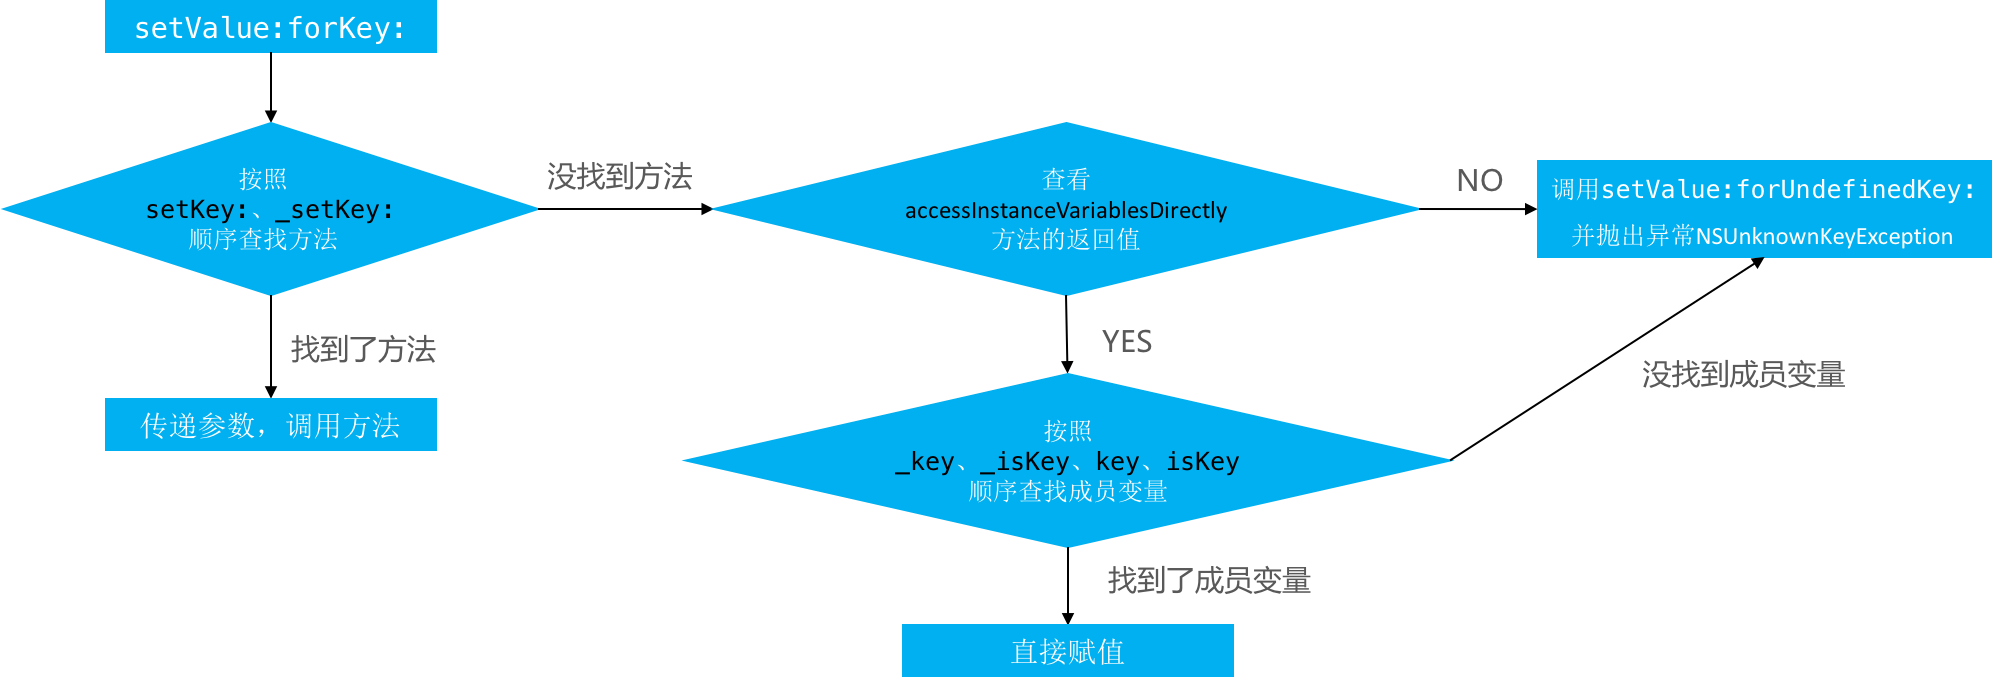 setValue:forKey:
按照
setKey:、_setKey:
顺序查找方法
没找到方法
查看
accessInstanceVariablesDirectly
方法的返回值
NO
调用setValue:forUndefinedKey:
并抛出异常NSUnknownKeyException
找到了方法
YES
没找到成员变量
传递参数，调用方法
按照
_key、_isKey、key、isKey
顺序查找成员变量
找到了成员变量
直接赋值